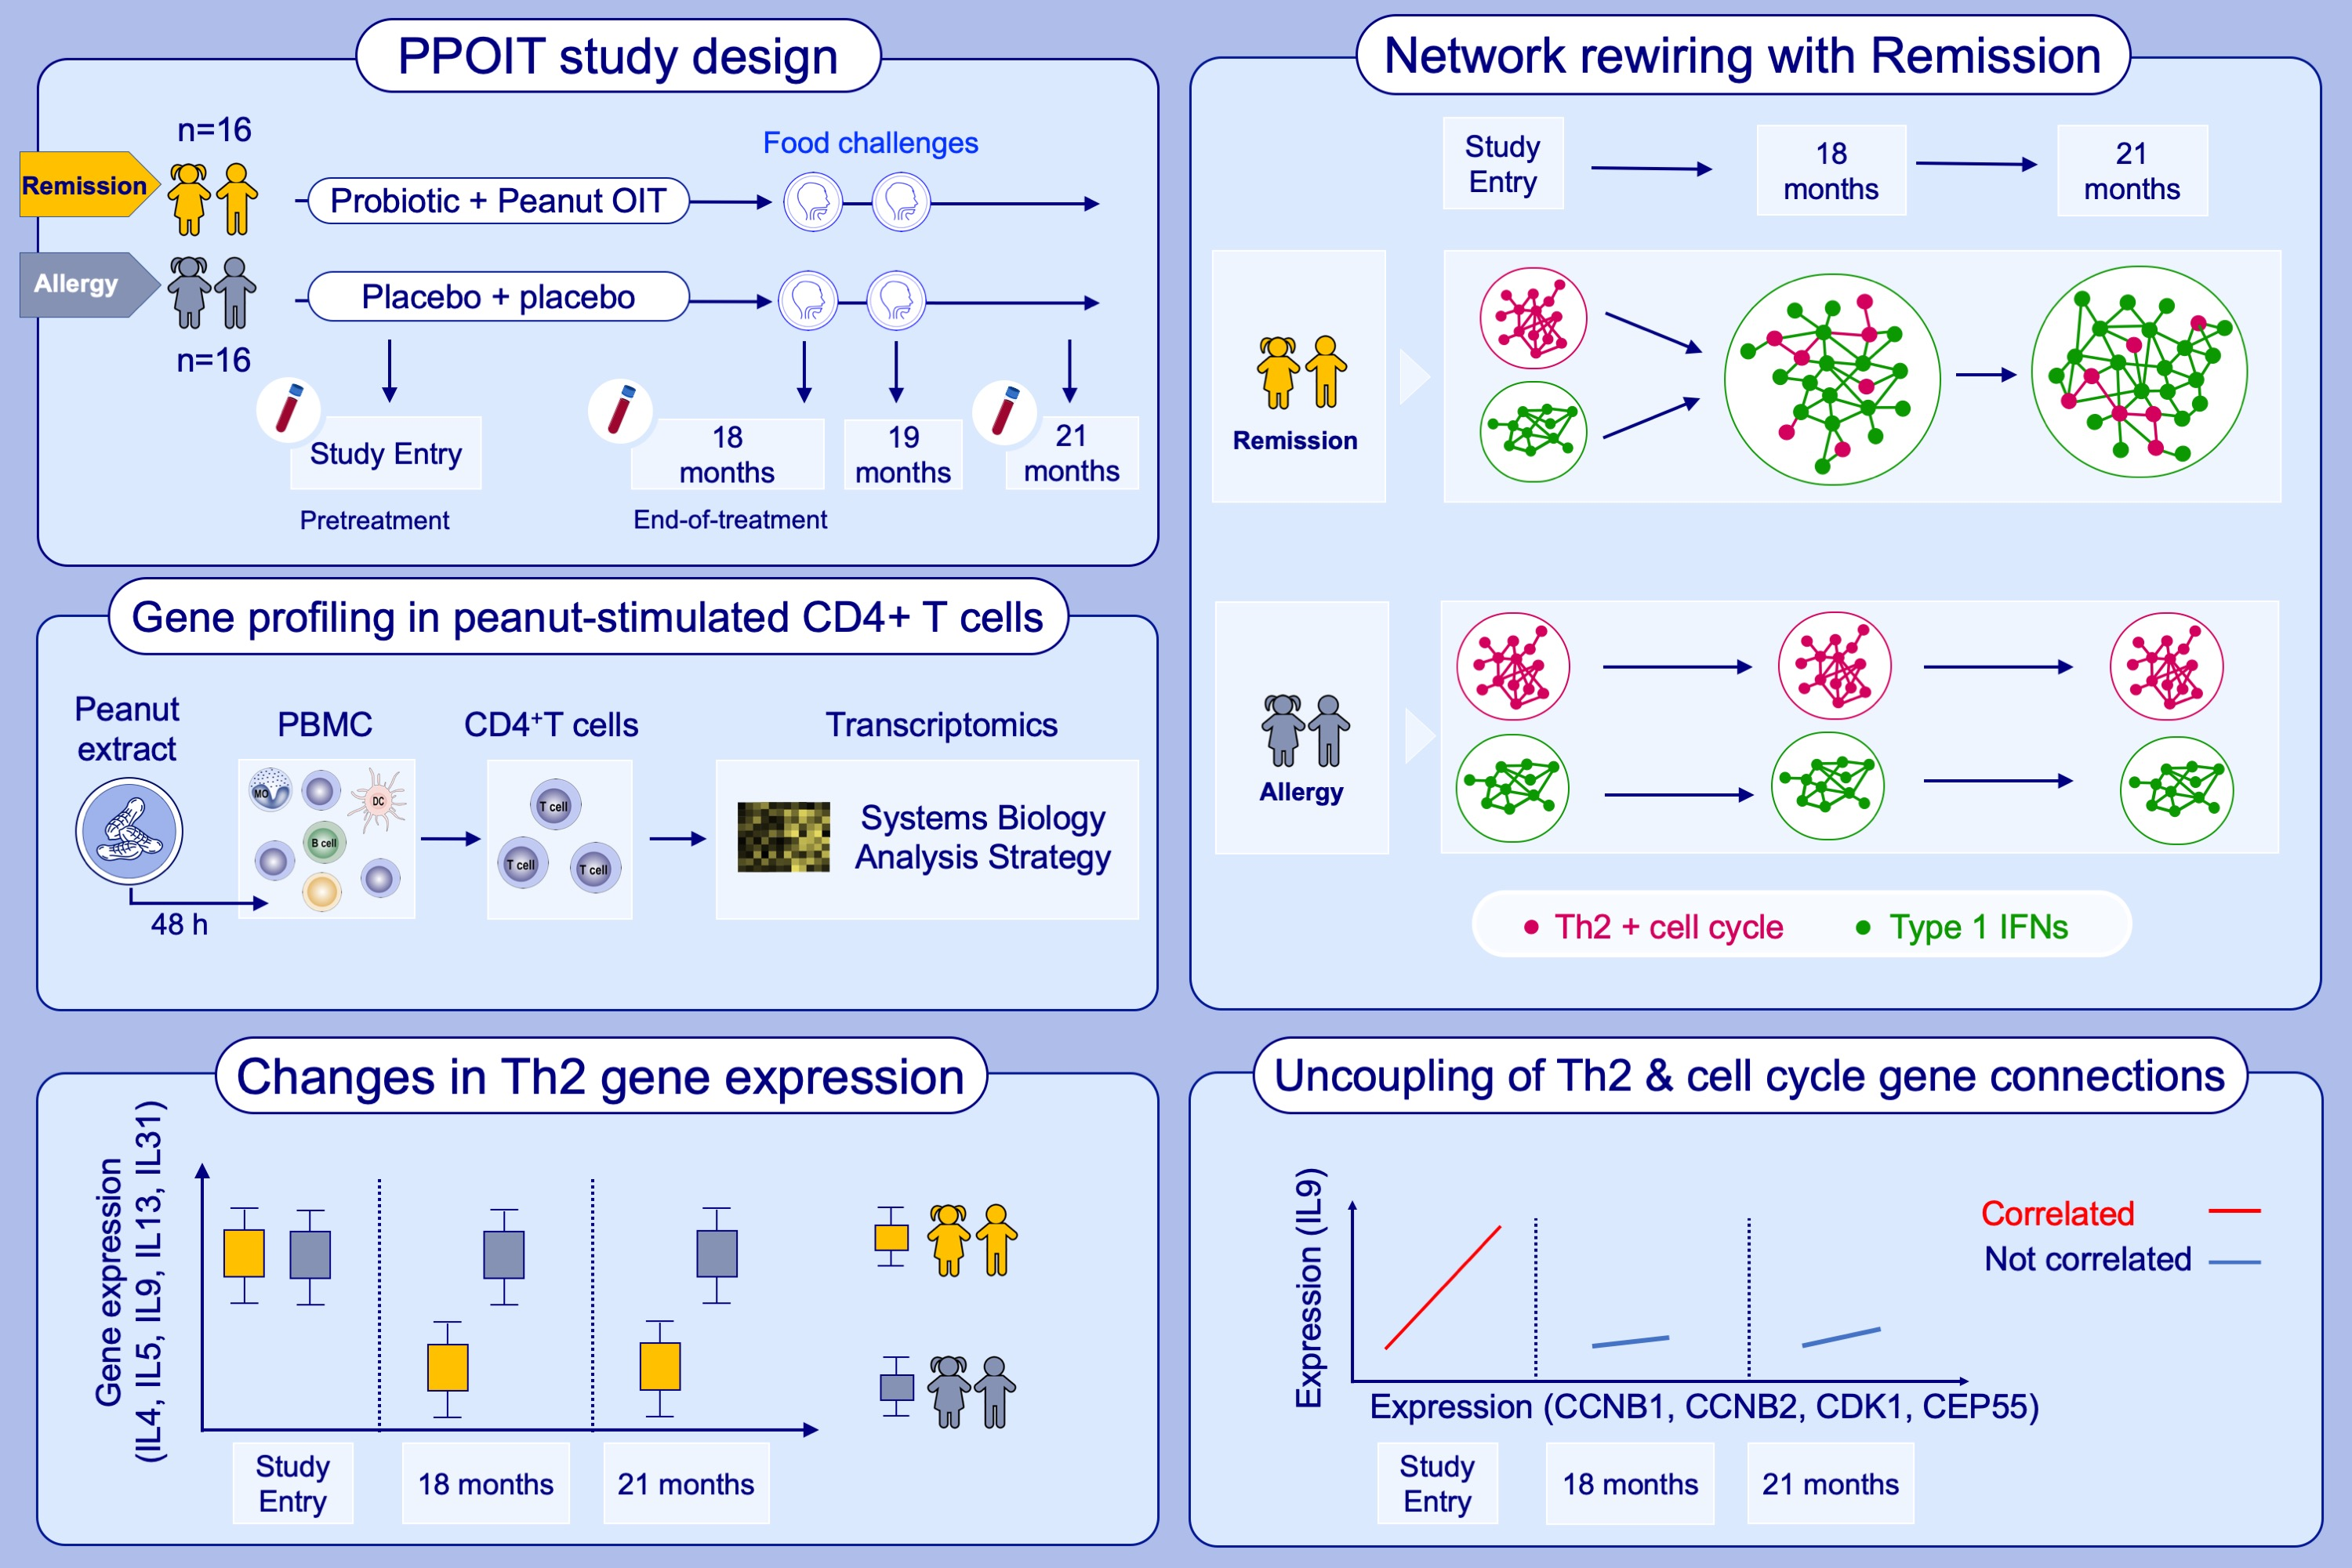 PPOIT study design
n=16
Remission
Probiotic + Peanut OIT
Food challenges
Allergy
Placebo + placebo
n=16
Study Entry
18
months
19
months
21
months
Pretreatment
End-of-treatment
Gene profiling in peanut-stimulated CD4+ T cells
Peanut
extract
48 h
PBMC
MO
DC
B cell
CD4⁺T cells
T cell
T cell
T cell
Transcriptomics
Systems Biology
Analysis Strategy
Network rewiring with Remission
Study
Entry
18
months
21
months
Remission
Allergy
Th2 + cell cycle
Type 1 IFNs
Changes in Th2 gene expression
Gene expression
(IL4, IL5, IL9, IL13, IL31)
Study
Entry
18 months
21 months
Uncoupling of Th2 & cell cycle gene connections
Expression (IL9)
Correlated
Not correlated
Expression (CCNB1, CCNB2, CDK1, CEP55)
Study
Entry
18 months
21 months